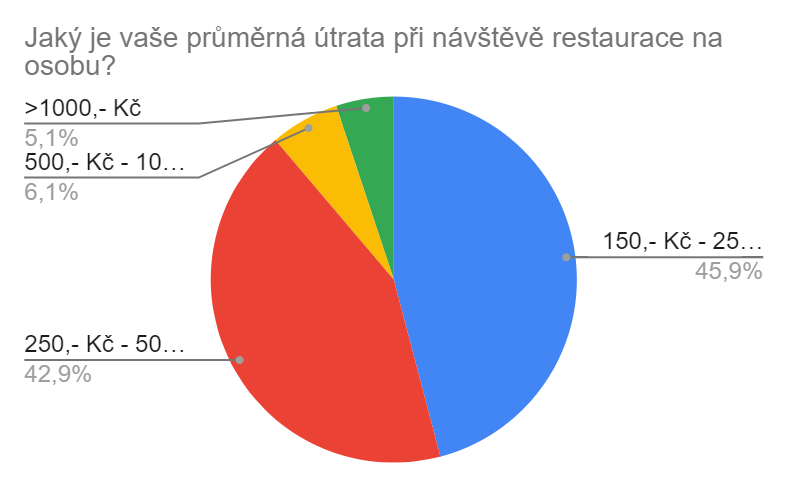 Jaký je vaše průměrná útrata při návštěvě restaurace na
osobu?
>1000,- Kč
5,1%
500,- Kč - 10…
6,1%
150,- Kč - 25…
45,9%
250,- Kč - 50…
42,9%